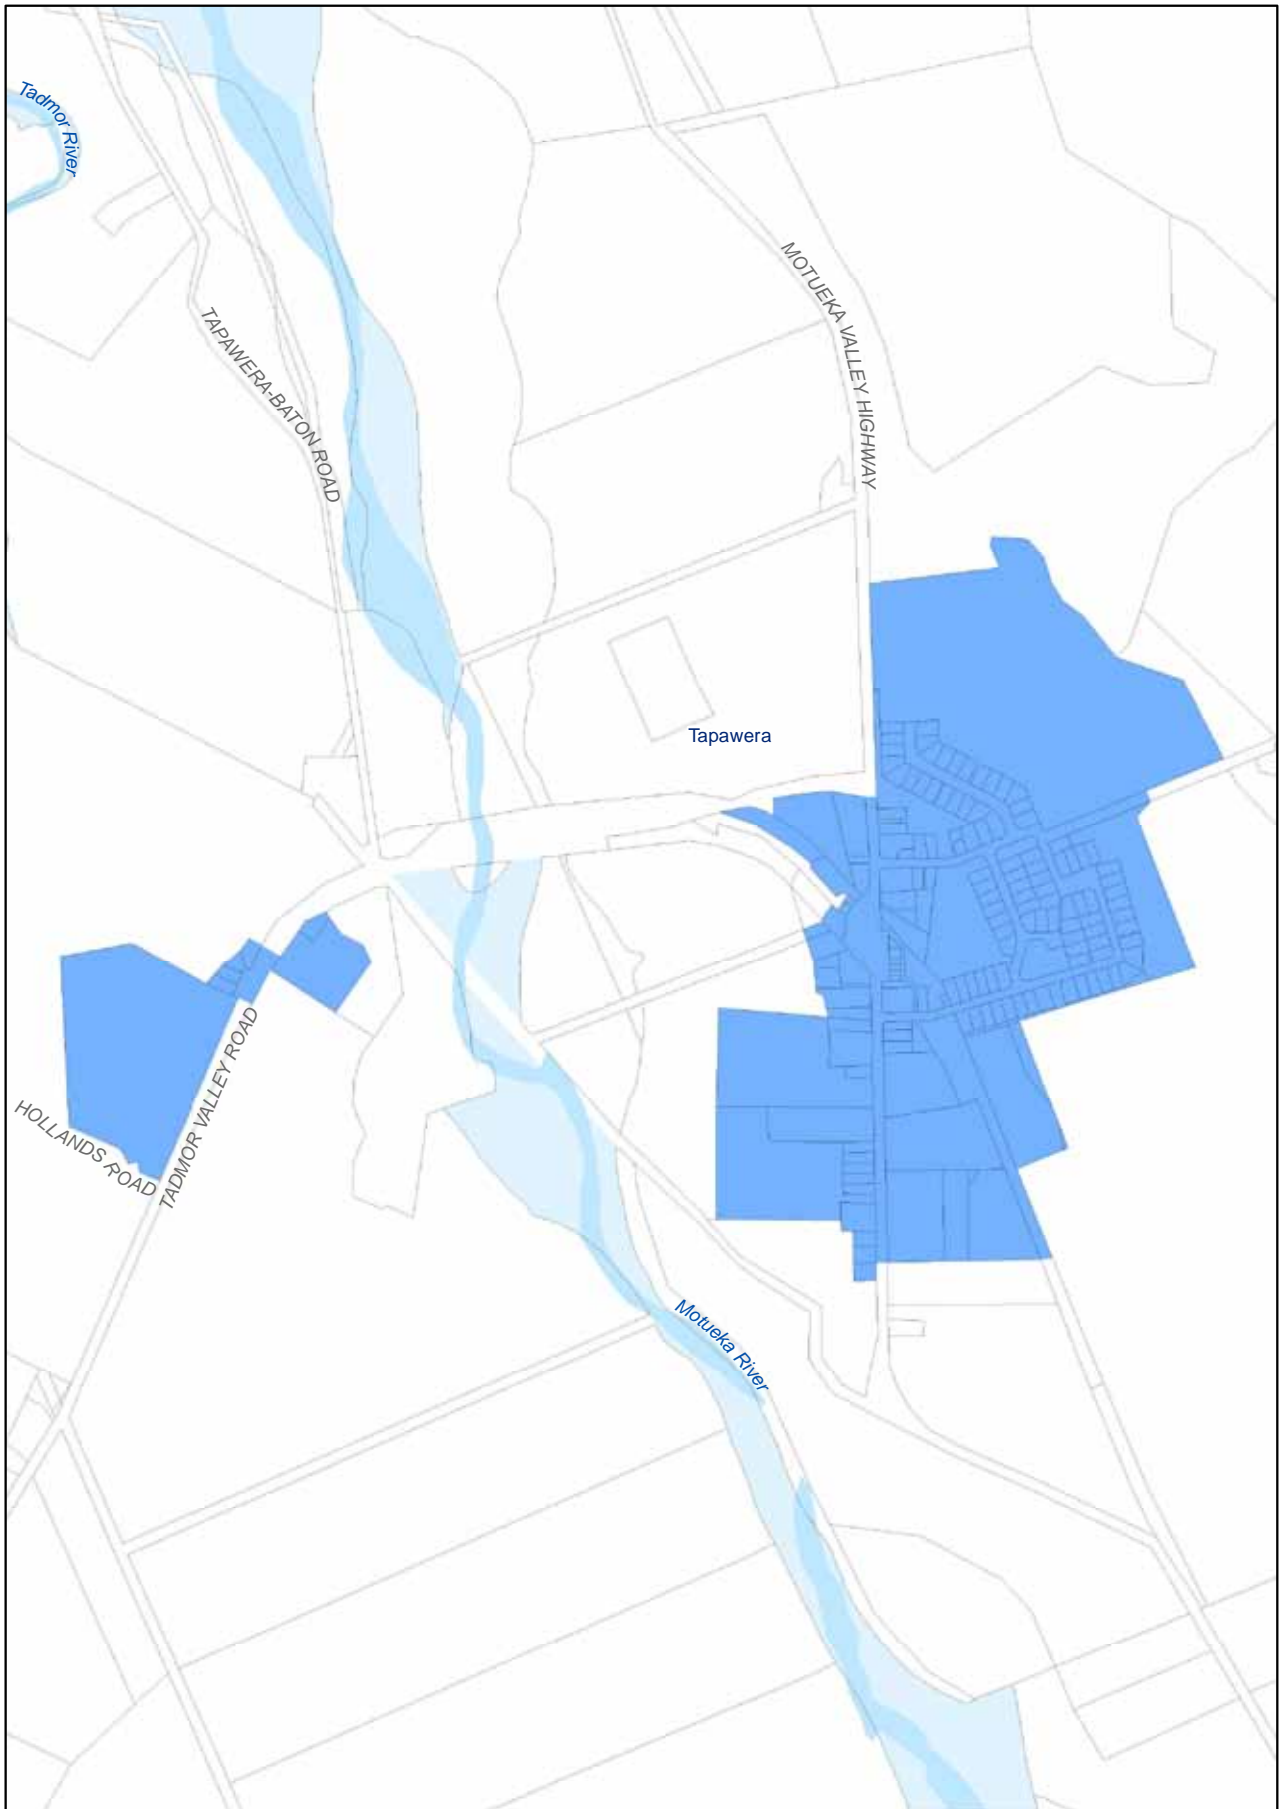 Tadmor River
MOTUEKA VALLEY HIGHWAY
TAPAWERA-BATON ROAD
Tapawera
TADMOR VALLEY ROAD
HOLLANDS ROAD
Motueka River